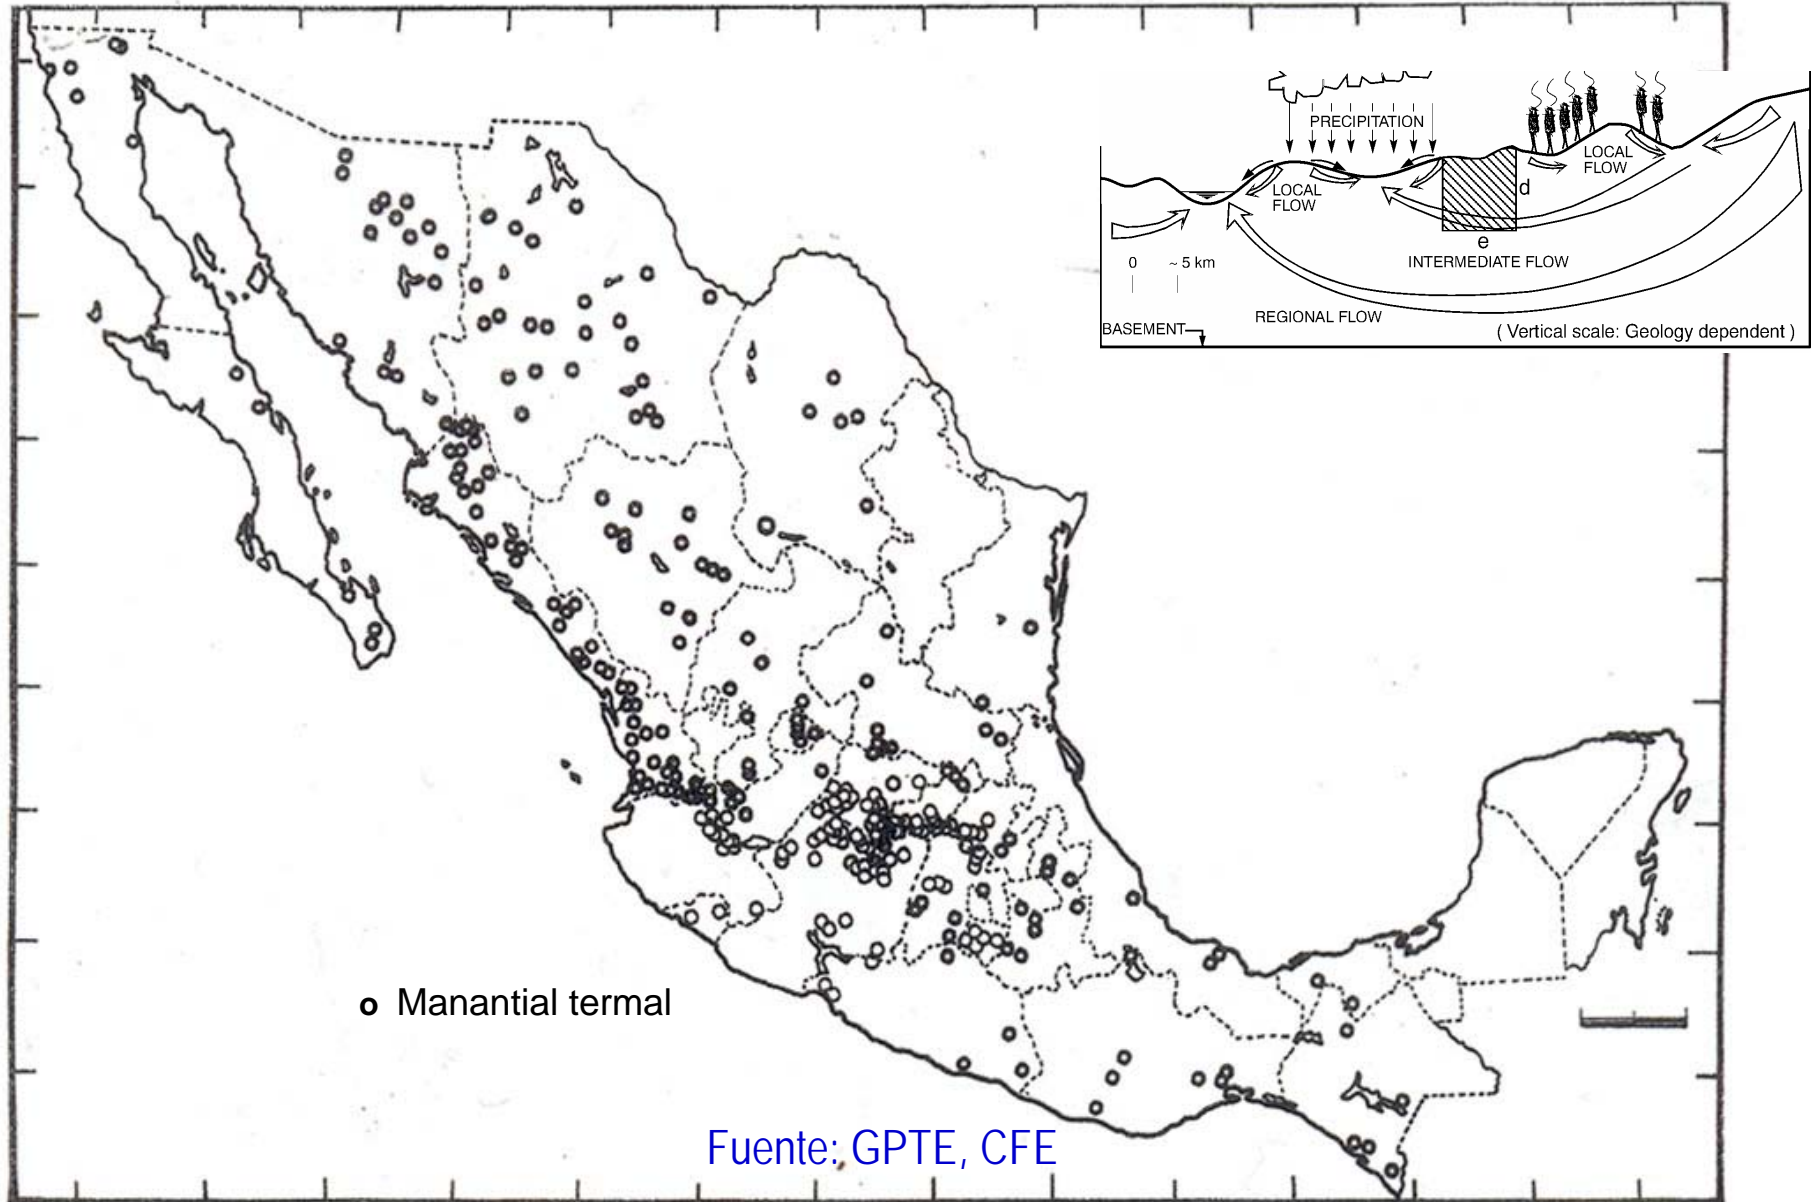 PRECIPITATION
LOCAL
FLOW
d
LOCAL
FLOW
e
0 ~ 5 km
INTERMEDIATE FLOW
REGIONAL FLOW
BASEMENT
( Vertical scale: Geology dependent )
o Manantial termal
Fuente: GPTE, CFE